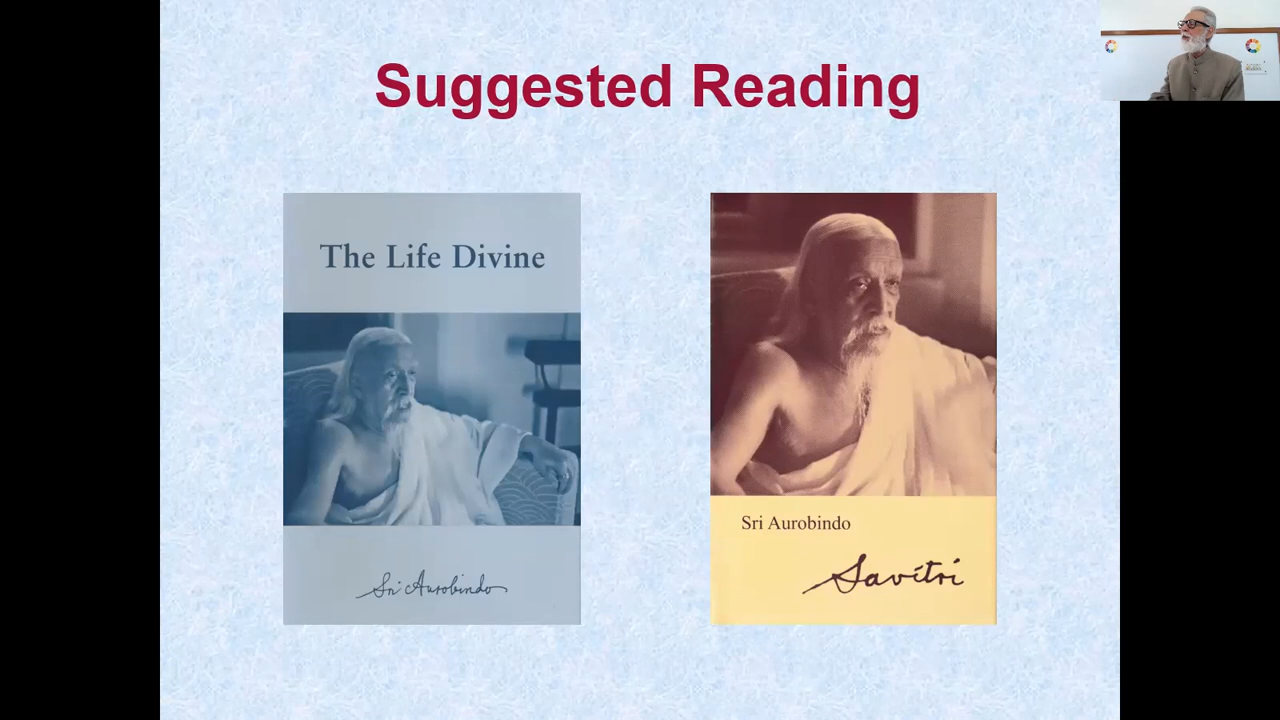 Suggested Reading
The Life Divine
Sri Aurobindo
Sri Aurobindo
Savitri